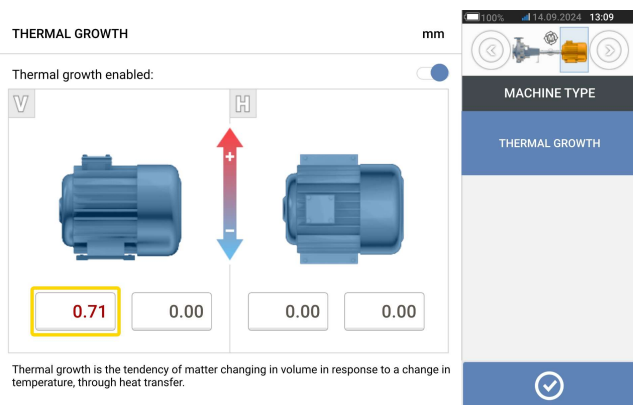 100% 14.09.2024 13:09
THERMAL GROWTH mm
Thermal growth enabled:
V H
+
−
0.71 0.00 0.00 0.00
Thermal growth is the tendency of matter changing in volume in response to a change in
temperature, through heat transfer.
MACHINE TYPE
THERMAL GROWTH